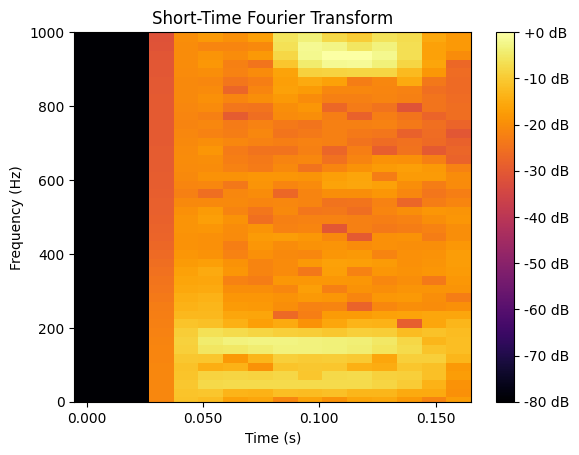 Short-Time Fourier Transform
1000
800
600
400
200
0
Frequency (Hz)
0.000
0.050
0.100
0.150
Time (s)
+0 dB
-10 dB
-20 dB
-30 dB
-40 dB
-50 dB
-60 dB
-70 dB
-80 dB